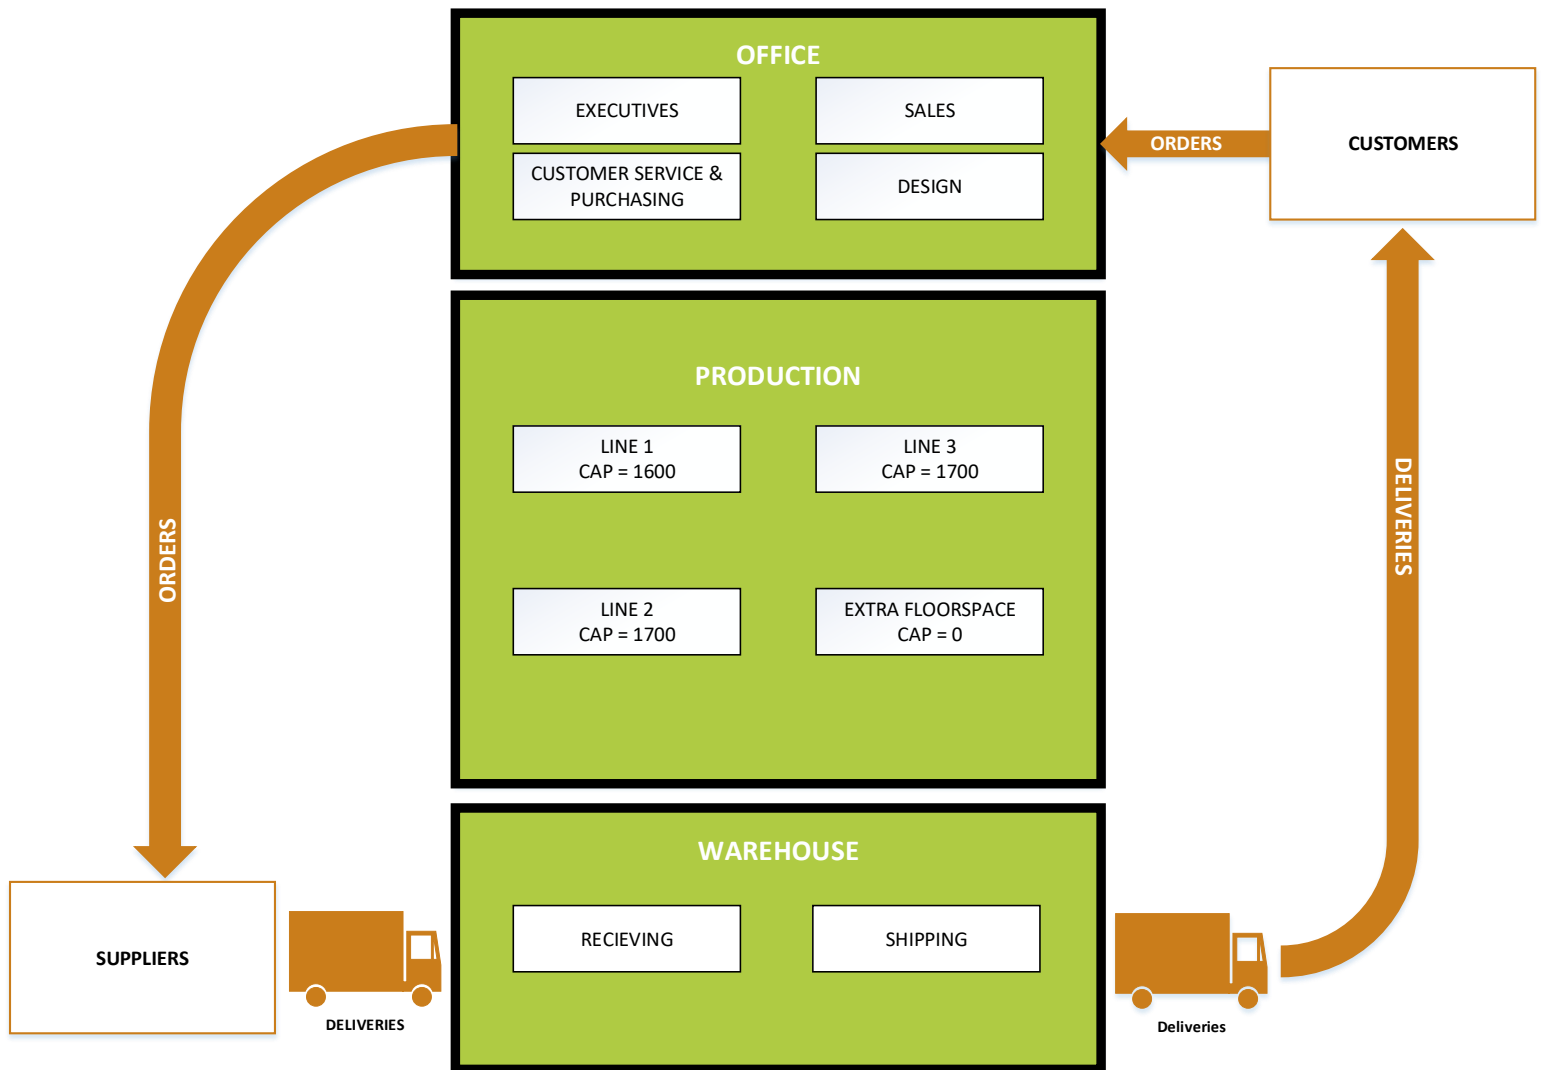 OFFICE
EXECUTIVES
SALES
CUSTOMER SERVICE &
PURCHASING
DESIGN
ORDERS
CUSTOMERS
PRODUCTION
LINE 1
CAP = 1600
LINE 3
CAP = 1700
LINE 2
CAP = 1700
EXTRA FLOORSPACE
CAP = 0
ORDERS
DELIVERIES
WAREHOUSE
RECIEVING
SHIPPING
SUPPLIERS
DELIVERIES
Deliveries